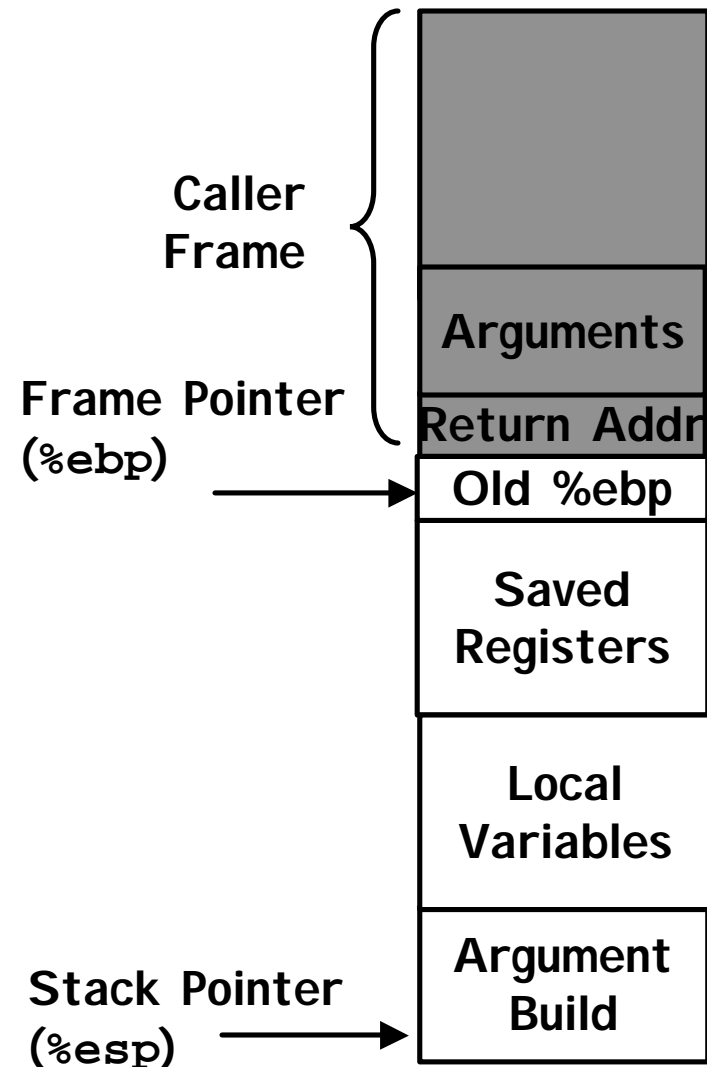 Caller
Frame
Arguments
Frame Pointer
(%ebp)
Return Addr
Old %ebp
Saved
Registers
Local
Variables
Argument
Build
Stack Pointer
(%esp)